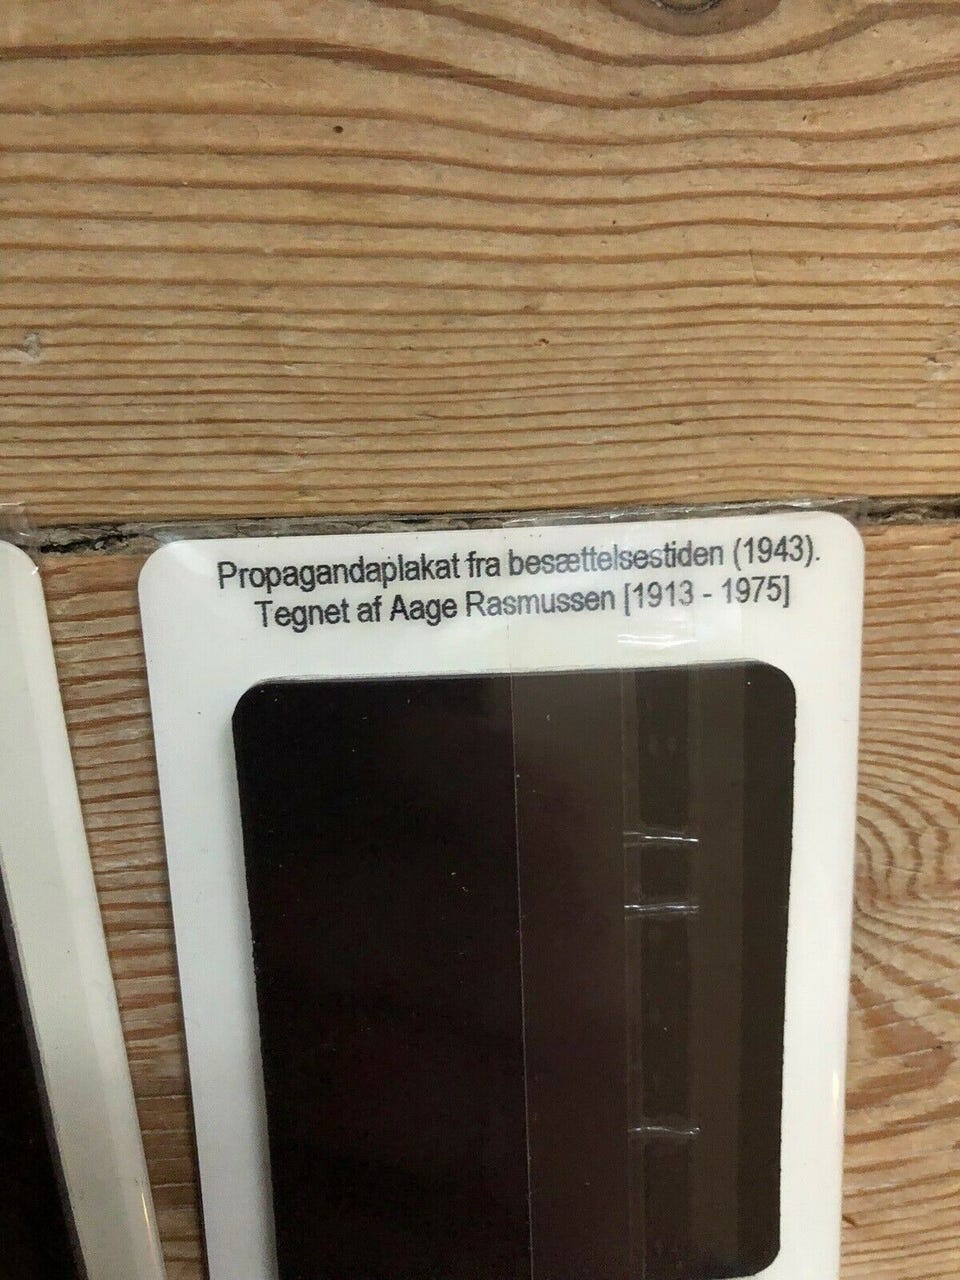 Propagandaplakat fra besættelsestiden (1943).
Tegnet af Aage Rasmussen [1913 - 1975]